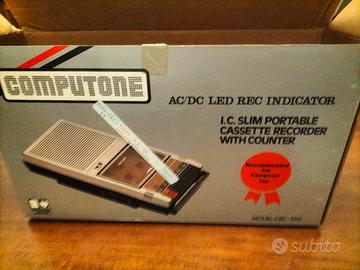 COMPUTONE
AC/DC LED REC INDICATOR
I.C. SLIM PORTABLE
CASSETTE RECORDER
WITH COUNTER
Recommended
for
Computer
Use
subito